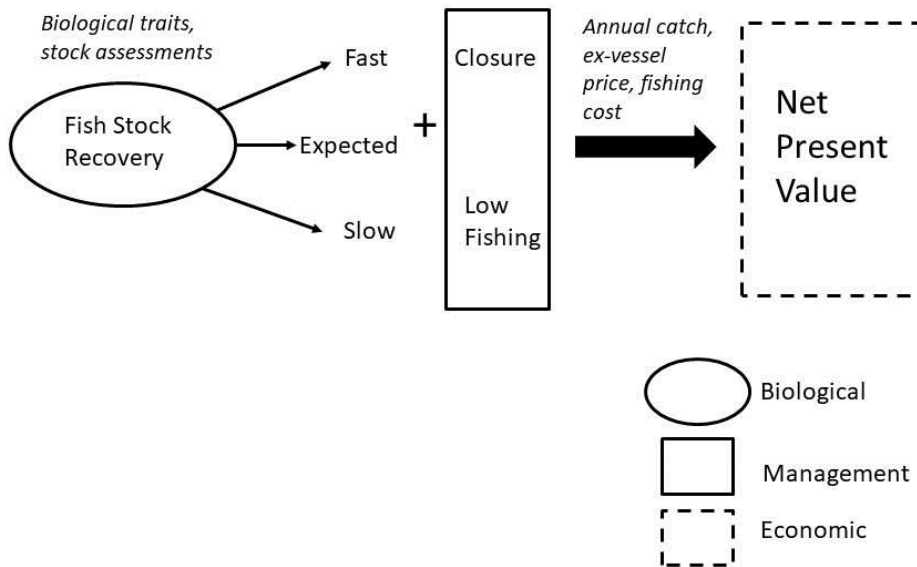 Biological traits,
stock assessments
Fish Stock
Recovery
Fast
Expected
Slow
+
Closure
Low
Fishing
Annual catch,
ex-vessel
price, fishing
cost
Net
Present
Value
Biological
Management
Economic